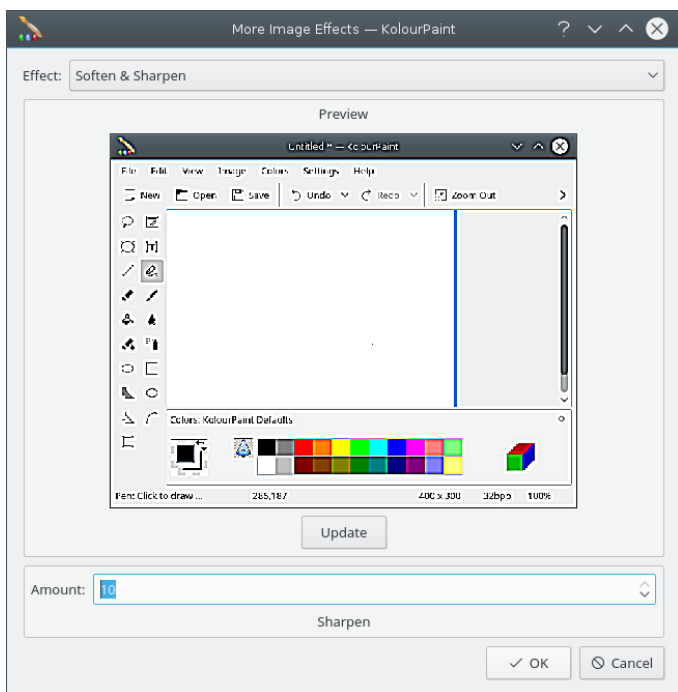 More Image Effects — KolourPaint
Effect: Soften & Sharpen
Preview
Untitled * — KolourPaint
File Edit View Image Colors Settings Help
New Open Save Undo Redo Zoom Out
Colors: KolourPaint Defaults
Pen: Click to draw ... 285,187 400 x 300 32bpp 100%
Update
Amount: 10
Sharpen
OK Cancel